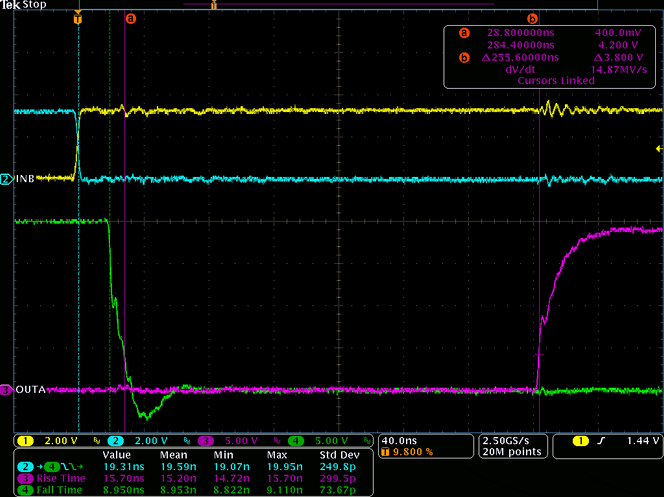 Tek Stop
T
a
b
a 28.80000ns 400.0mV
284.4000ns 4.200 V
b Δ255.6000ns Δ3.800 V
dV/dt 14.87MV/s
Cursors Linked
2 INB
3 OUTA
1 2.00 V 2 2.00 V 3 5.00 V 4 5.00 V
40.0ns
T 9.800 %
2.50GS/s
20M points
1 1.44 V
Value Mean Min Max Std Dev
2 4 19.31ns 19.59n 19.07n 19.95n 249.8p
3 Rise Time 15.70ns 15.20n 14.72n 15.70n 299.5p
4 Fall Time 8.950ns 8.953n 8.822n 9.110n 73.67p